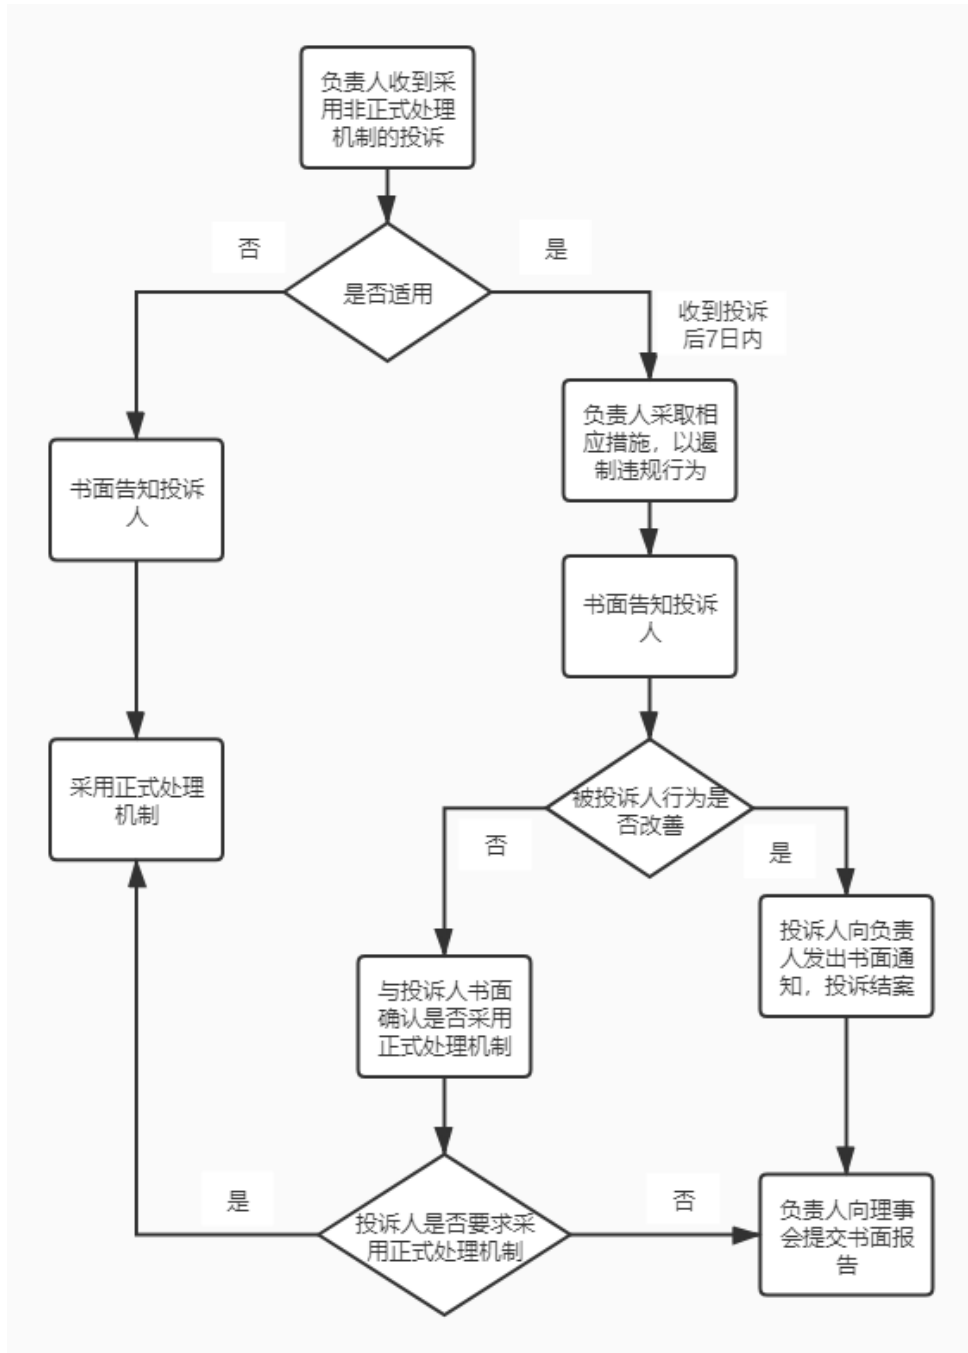 负责人收到采
用非正式处理
机制的投诉
否
是
是否适用
收到投诉
后7日内
负责人采取相
应措施，以遏
制违规行为
书面告知投诉
人
书面告知投诉
人
采用正式处理
机制
被投诉人行为是
否改善
否
是
投诉人向负责
人发出书面通
知，投诉结案
与投诉人书面
确认是否采用
正式处理机制
是
否
投诉人是否要求采
用正式处理机制
负责人向理事
会提交书面报
告